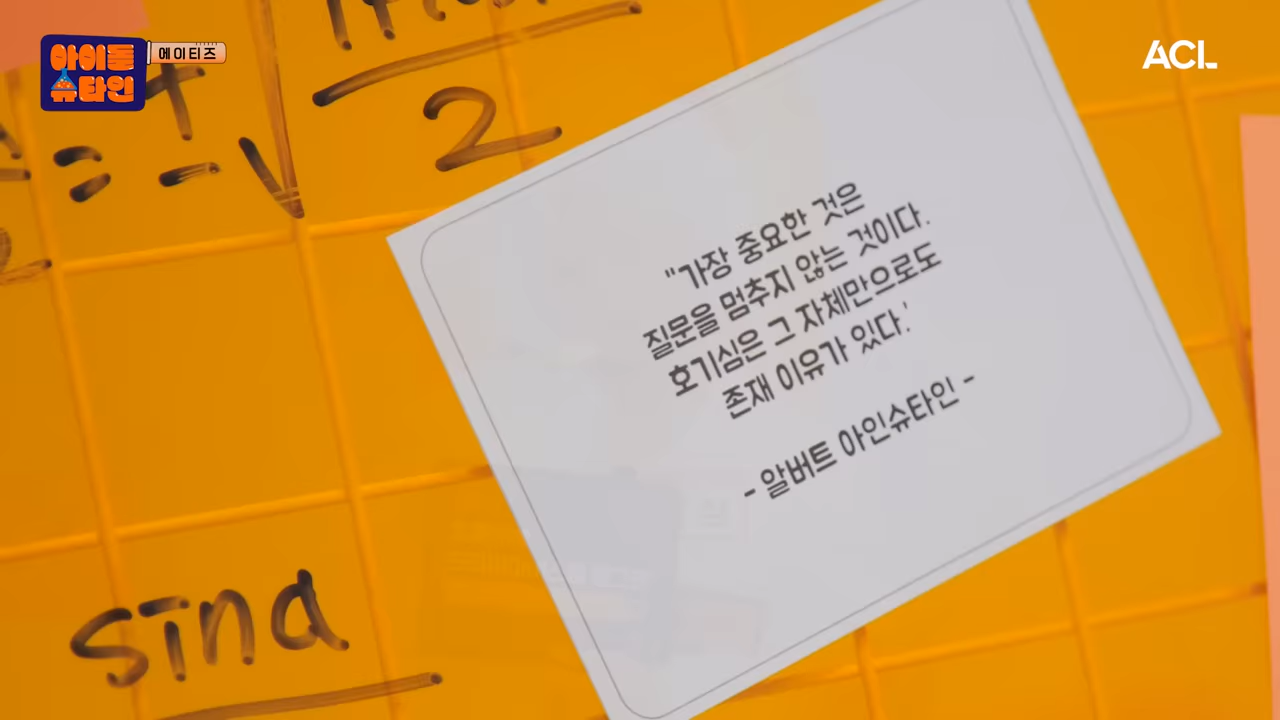 아이돌
슈타인
에이티즈
ACL
2
= -
sina
"가장 중요한 것은
질문을 멈추지 않는 것이다.
호기심은 그 자체만으로도
존재 이유가 있다.'
- 알버트 아인슈타인 -